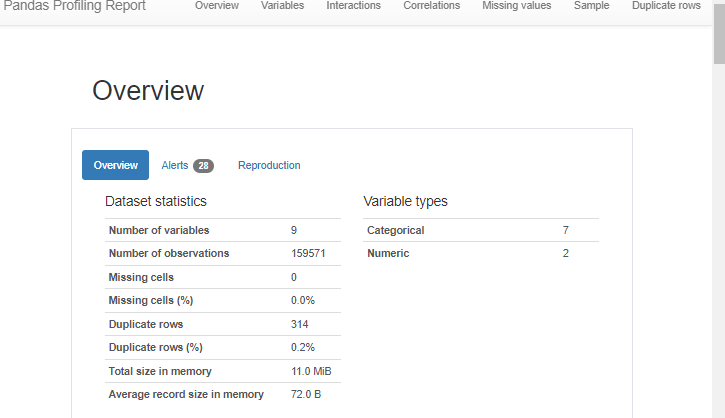 Pandas Profiling Report Overview Variables Interactions Correlations Missing values Sample Duplicate rows
Overview
Overview Alerts 28 Reproduction
Dataset statistics
Number of variables 9
Number of observations 159571
Missing cells 0
Missing cells (%) 0.0%
Duplicate rows 314
Duplicate rows (%) 0.2%
Total size in memory 11.0 MiB
Average record size in memory 72.0 B
Variable types
Categorical 7
Numeric 2